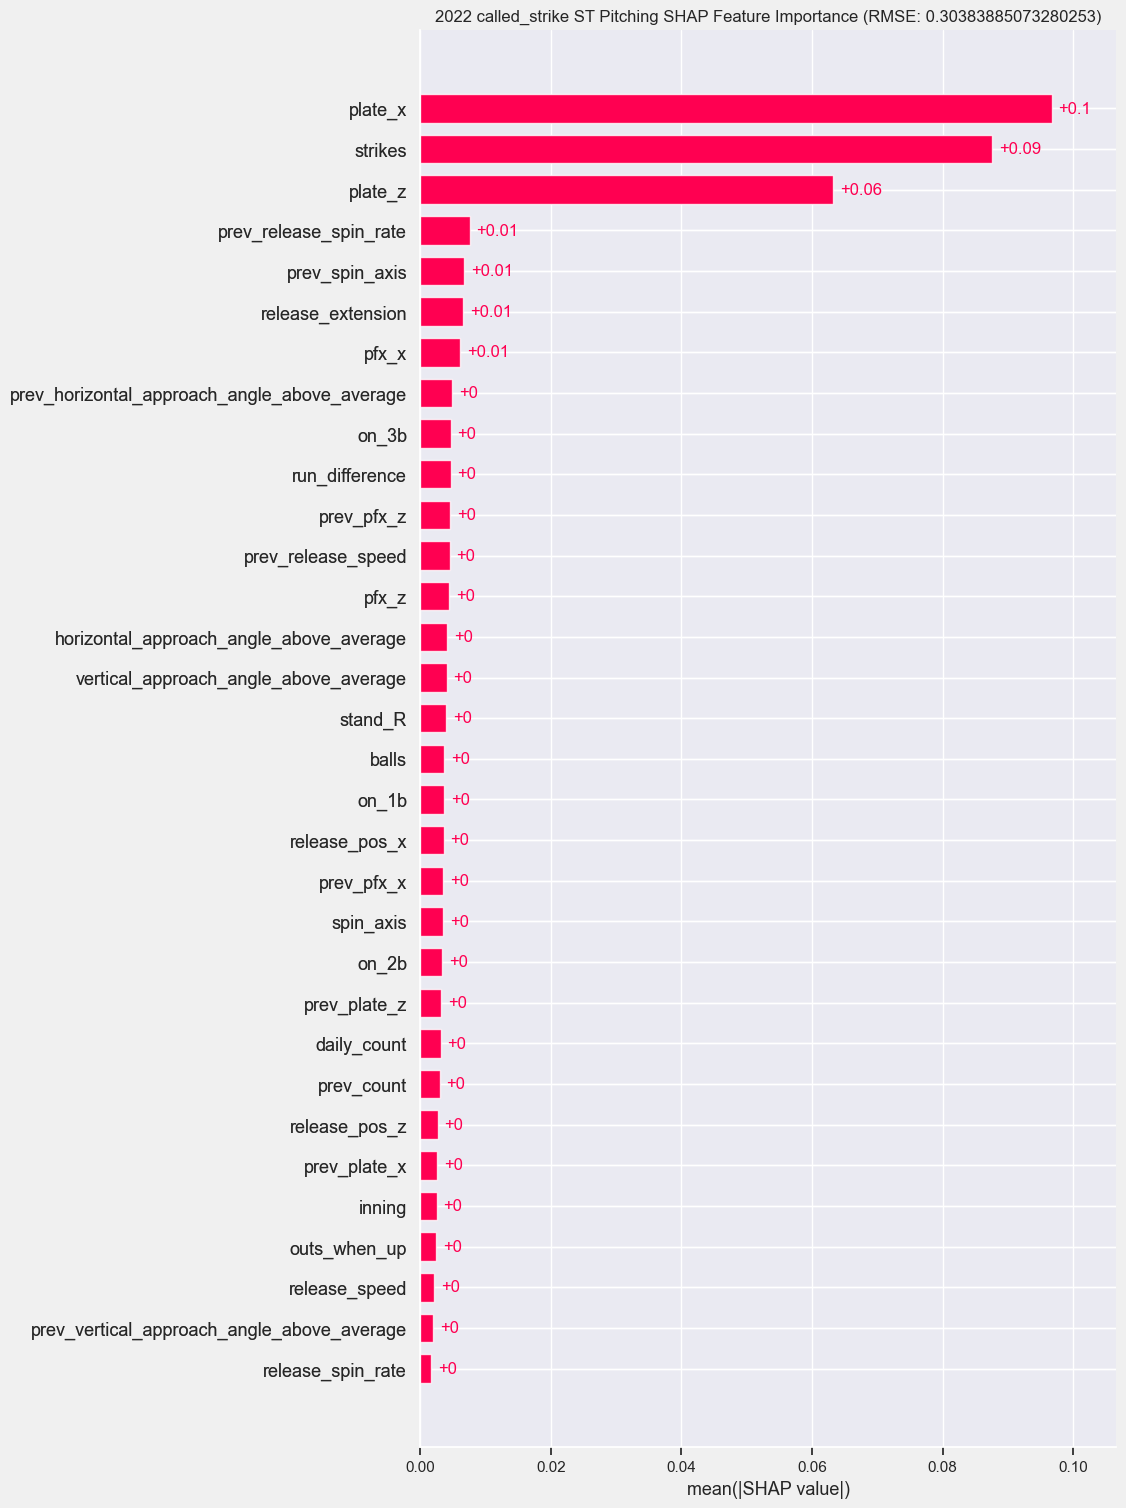 2022 called_strike ST Pitching SHAP Feature Importance (RMSE: 0.30383885073280253)
plate_x +0.1
strikes +0.09
plate_z +0.06
prev_release_spin_rate +0.01
prev_spin_axis +0.01
release_extension +0.01
pfx_x +0.01
prev_horizontal_approach_angle_above_average +0
on_3b +0
run_difference +0
prev_pfx_z +0
prev_release_speed +0
pfx_z +0
horizontal_approach_angle_above_average +0
vertical_approach_angle_above_average +0
stand_R +0
balls +0
on_1b +0
release_pos_x +0
prev_pfx_x +0
spin_axis +0
on_2b +0
prev_plate_z +0
daily_count +0
prev_count +0
release_pos_z +0
prev_plate_x +0
inning +0
outs_when_up +0
release_speed +0
prev_vertical_approach_angle_above_average +0
release_spin_rate +0
0.00 0.02 0.04 0.06 0.08 0.10
mean(|SHAP value|)